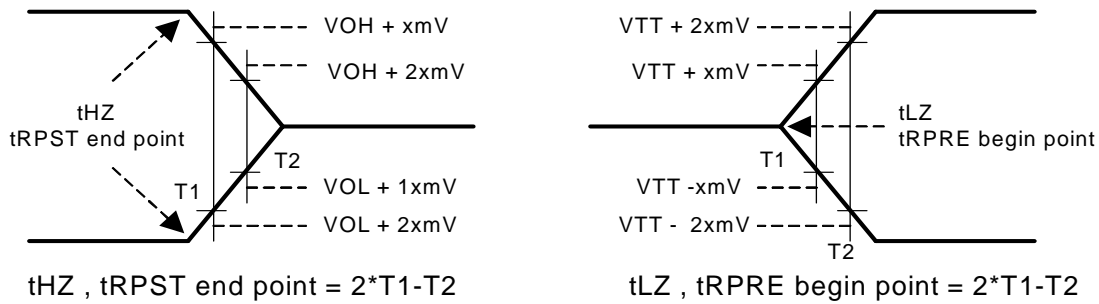 VOH + xmV
VOH + 2xmV
tHZ
tRPST end point
T1
T2
VOL + 1xmV
VOL + 2xmV
tHZ , tRPST end point = 2*T1-T2
VTT + 2xmV
VTT + xmV
tLZ
tRPRE begin point
T1
VTT -xmV
VTT - 2xmV
T2
tLZ , tRPRE begin point = 2*T1-T2